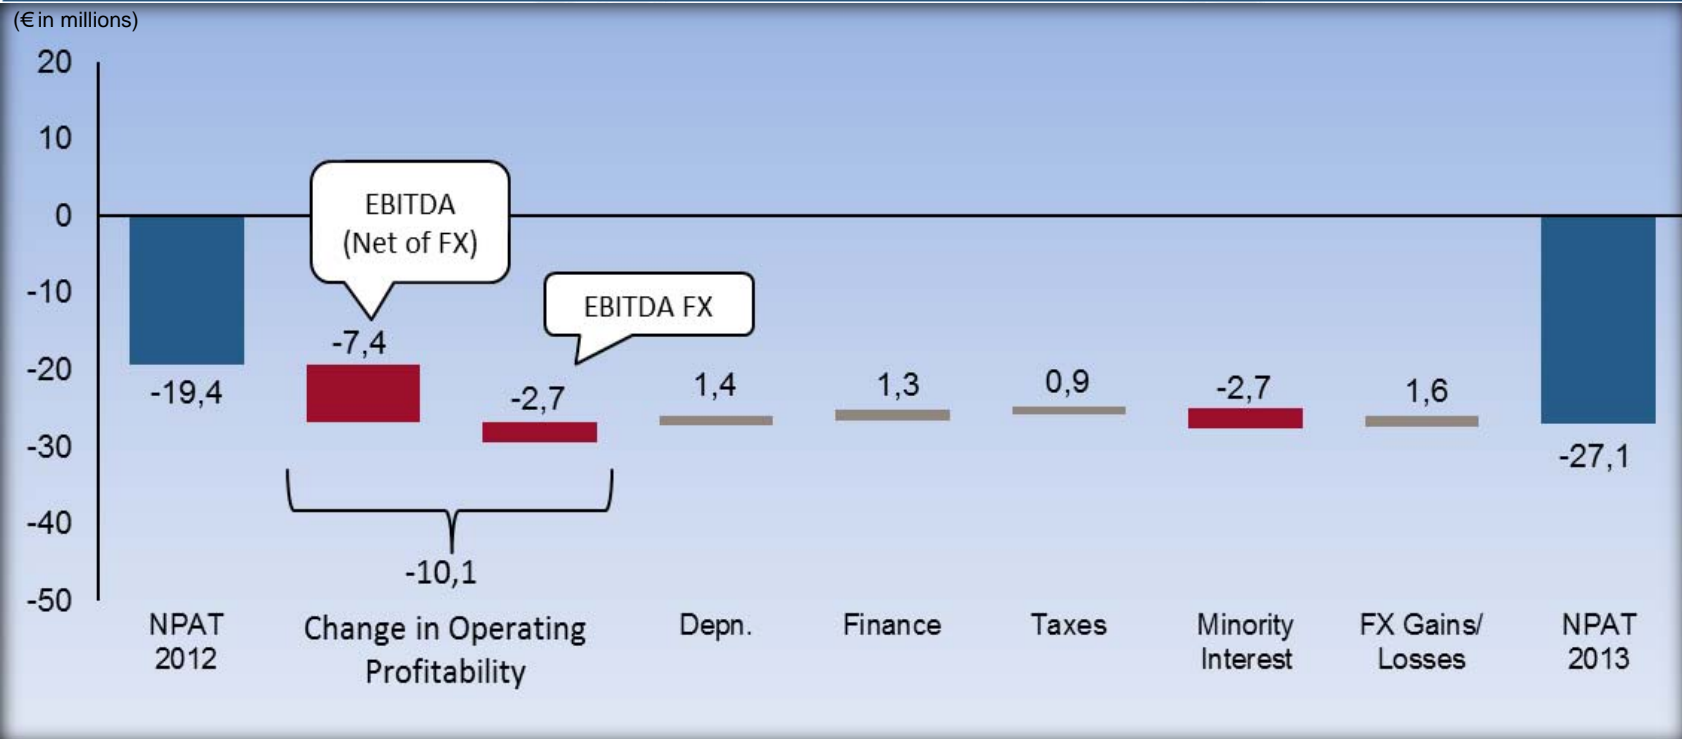 (€ in millions)
20
10
0
-10
-20
-30
-40
-50
EBITDA
(Net of FX)
EBITDA FX
-19,4
-7,4
-2,7
1,4
1,3
0,9
-2,7
1,6
-27,1
-10,1
NPAT
2012
Change in Operating
Profitability
Depn.
Finance
Taxes
Minority
Interest
FX Gains/
Losses
NPAT
2013